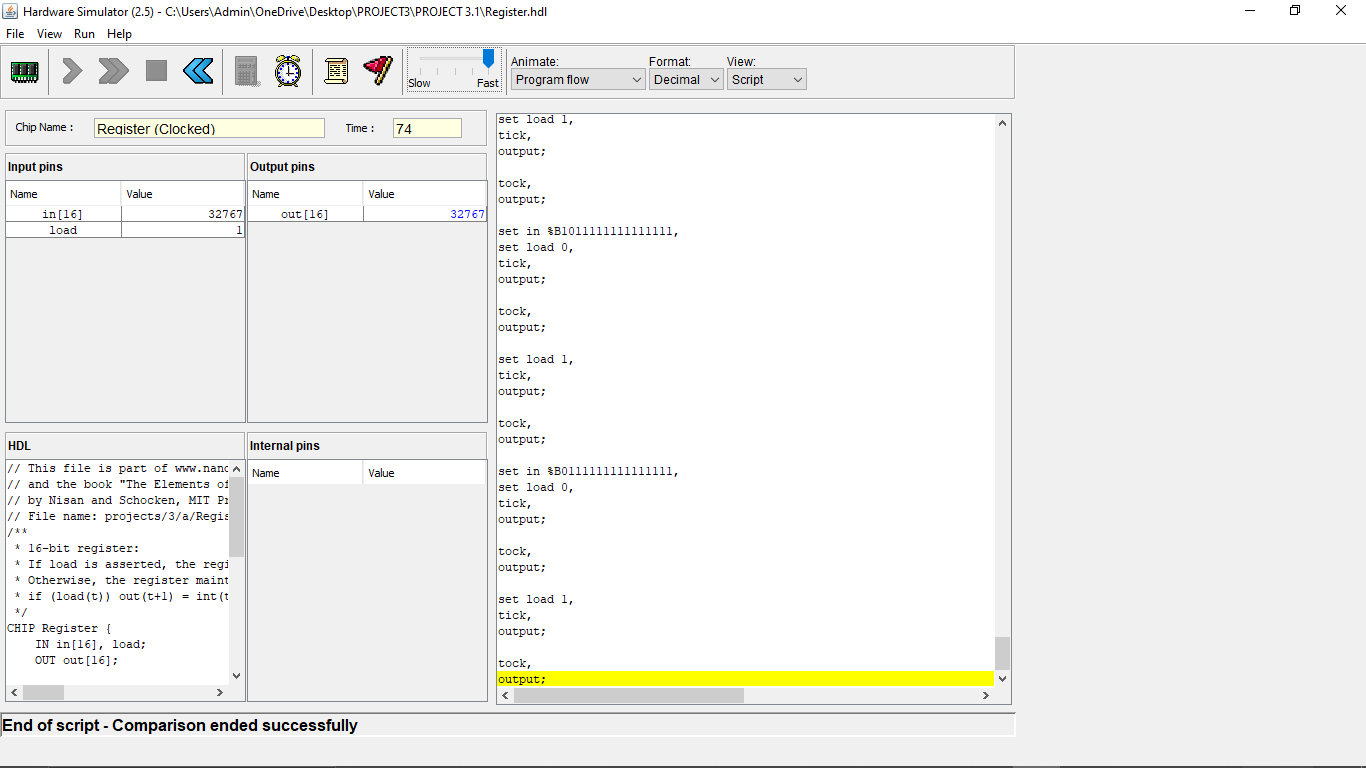 Hardware Simulator (2.5) - C:\Users\Admin\OneDrive\Desktop\PROJECT3\PROJECT 3.1\Register.hdl
File View Run Help
Slow Fast
Animate: Format: View:
Program flow Decimal Script
Chip Name : Register (Clocked) Time : 74
Input pins
Name Value
in[16] 32767
load 1
Output pins
Name Value
out[16] 32767
HDL
// This file is part of www.nand
// and the book "The Elements of
// by Nisan and Schocken, MIT Pr
// File name: projects/3/a/Regis
/**
* 16-bit register:
* If load is asserted, the regi
* Otherwise, the register maint
* if (load(t)) out(t+1) = int(t
*/
CHIP Register {
IN in[16], load;
OUT out[16];
Internal pins
Name Value
set load 1,
tick,
output;
tock,
output;
set in %B1011111111111111,
set load 0,
tick,
output;
tock,
output;
set load 1,
tick,
output;
tock,
output;
set in %B0111111111111111,
set load 0,
tick,
output;
tock,
output;
set load 1,
tick,
output;
tock,
output;
End of script - Comparison ended successfully